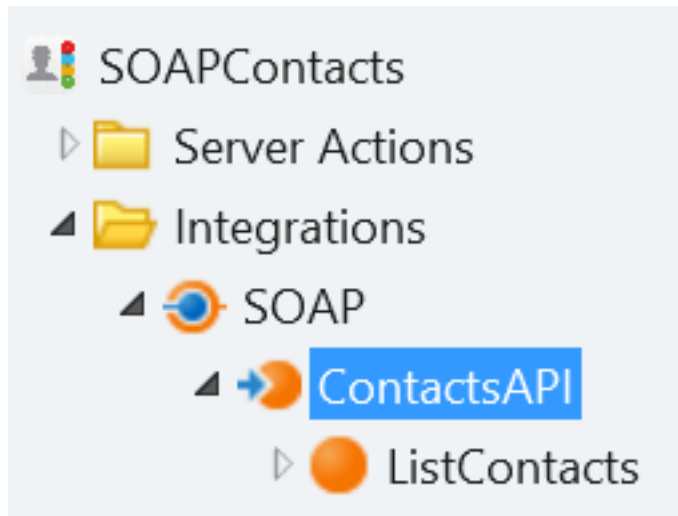 SOAPContacts
Server Actions
Integrations
SOAP
ContactsAPI
ListContacts